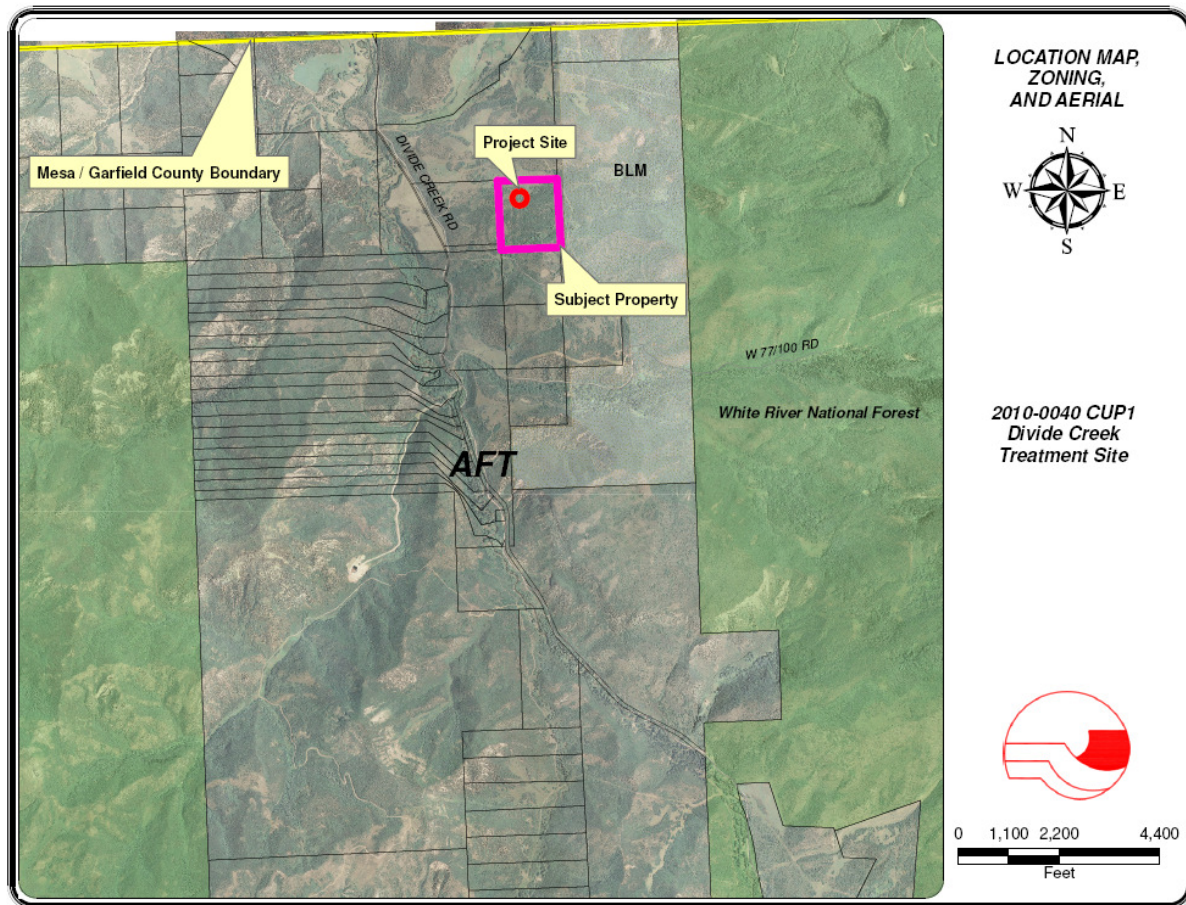 LOCATION MAP,
ZONING,
AND AERIAL
N
W
E
S
Mesa / Garfield County Boundary
DIVIDE CREEK RD
Project Site
BLM
Subject Property
W 77/100 RD
White River National Forest
AFT
2010-0040 CUP1
Divide Creek
Treatment Site
0 1,100 2,200 4,400
Feet